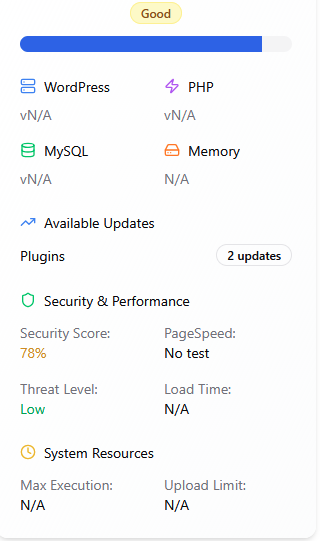 Good
WordPress PHP
vN/A vN/A
MySQL Memory
vN/A N/A
Available Updates
Plugins 2 updates
Security & Performance
Security Score: PageSpeed:
78% No test
Threat Level: Load Time:
Low N/A
System Resources
Max Execution: Upload Limit:
N/A N/A